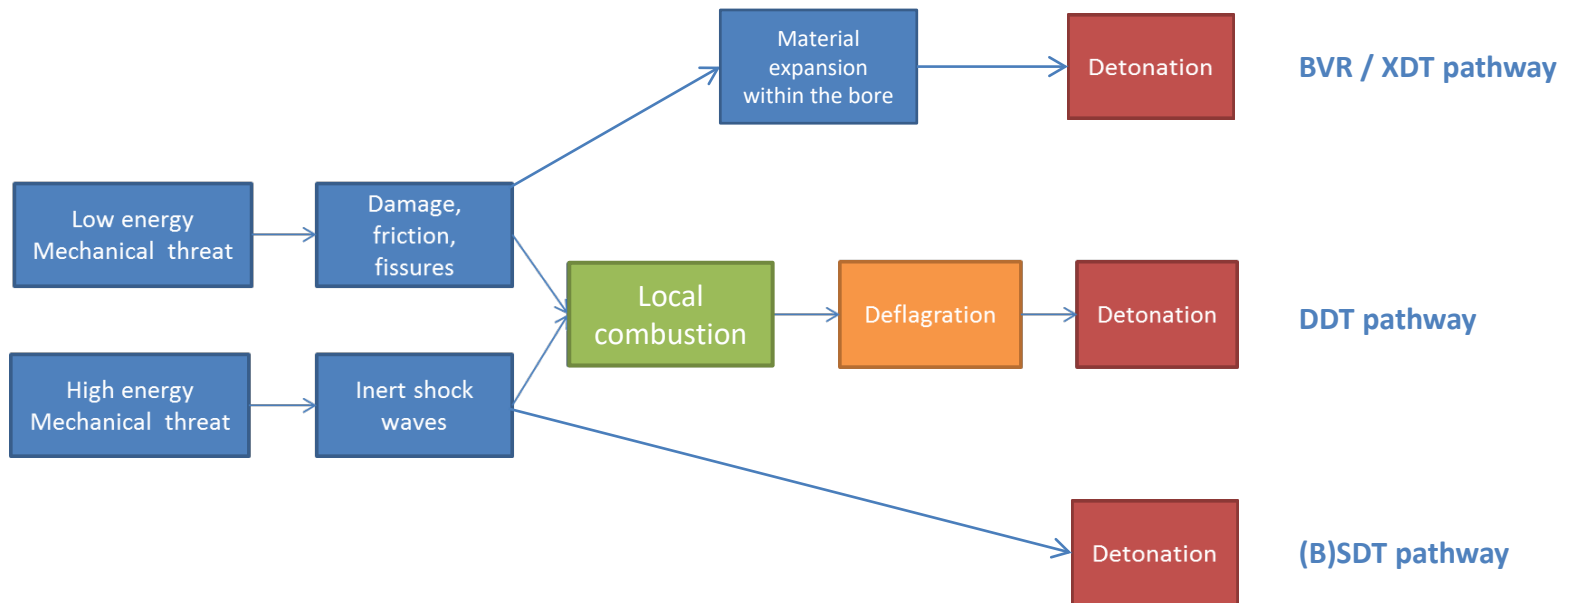 Material
expansion
within the bore
Detonation
BVR / XDT pathway
Low energy
Mechanical threat
Damage,
friction,
fissures
Local
combustion
Deflagration
Detonation
DDT pathway
High energy
Mechanical threat
Inert shock
waves
Detonation
(B)SDT pathway